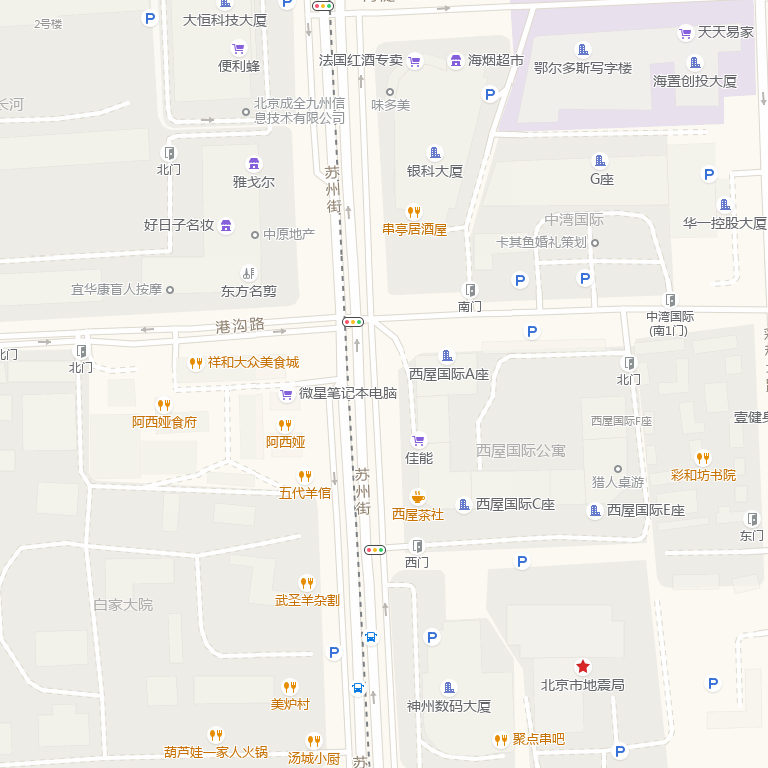 2号楼
P
P
大恒科技大厦
便利蜂
法国红酒专卖
海烟超市
天天易家
鄂尔多斯写字楼
海置创投大厦
长河
北京成全九州信
息技术有限公司
味多美
P
北门
雅戈尔
苏州街
银科大厦
G座
P
好日子名妆
中原地产
串亭居酒屋
中湾国际
卡其鱼婚礼策划
华一控股大厦
宜华康盲人按摩
东方名剪
P
P
南门
中湾国际
(南1门)
港沟路
P
北门
北门
祥和大众美食城
西屋国际A座
北门
微星笔记本电脑
阿西娅食府
阿西娅
佳能
西屋国际F座
壹健身
西屋国际公寓
五代羊倌
苏州街
猎人桌游
彩和坊书院
西屋茶社
西屋国际C座
西屋国际E座
东门
西门
P
武圣羊杂割
白家大院
P
P
北京市地震局
P
美炉村
神州数码大厦
葫芦娃一家人火锅
汤城小厨
聚点串吧
P
苏